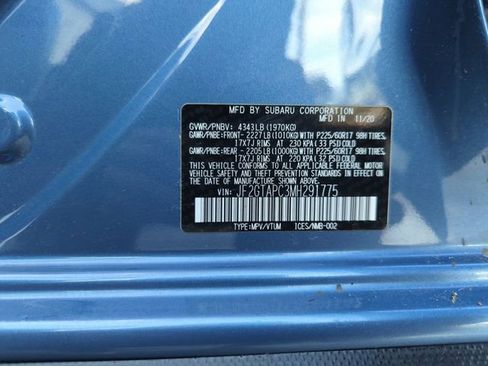 MFD BY SUBARU CORPORATION 11/20
GVWR/PNBV: 4343LB(1970KG)
GAWR/PNBE:FRONT- 2227LB(1010KG)WITH P225/60R17 98H TIRES,
17X7J RIMS AT 230 KPA(33 PSI)COLD
GAWR/PNBE:REAR - 2205LB(1000KG)WITH P225/60R17 98H TIRES,
17X7J RIMS AT 220 KPA(32 PSI)COLD
THIS VEHICLE CONFORMS TO ALL APPLICABLE FEDERAL MOTOR
VEHICLE SAFETY AND THEFT PREVENTION STANDARDS IN
EFFECT ON THE DATE OF MANUFACTURE SHOWN ABOVE.
VIN: JF2GTAPC3MH291775
TYPE:MPV/VTUM ICES/NMB-002